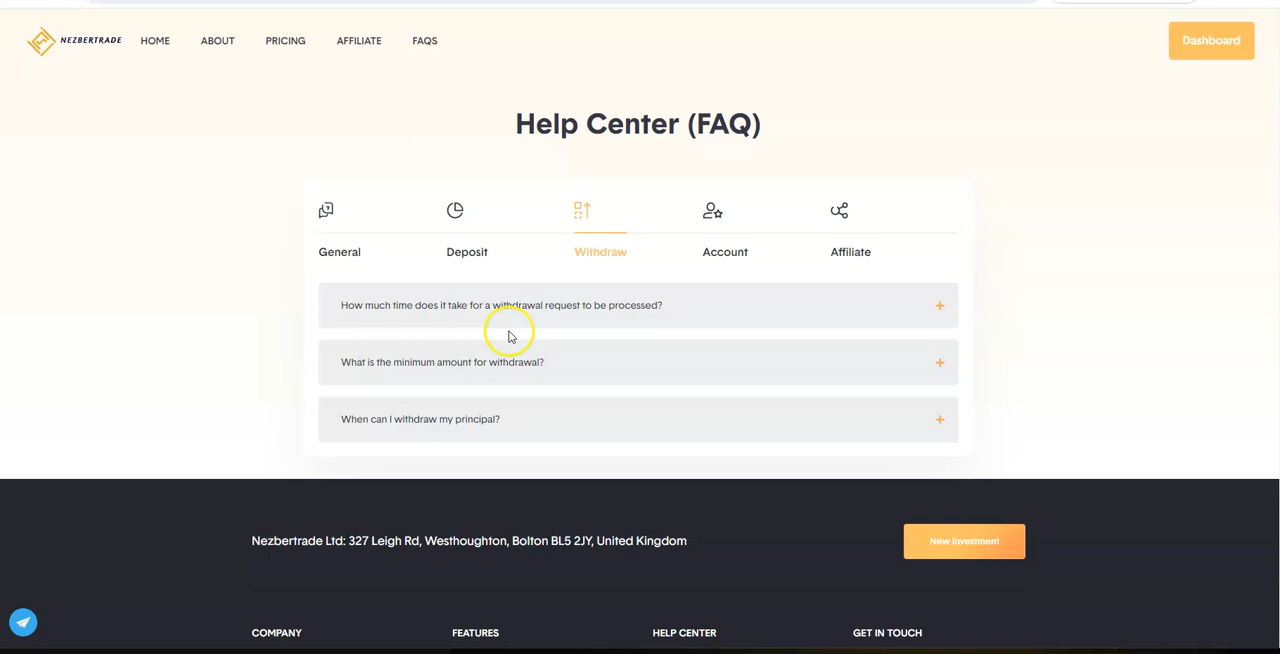 NEZBERTRADE HOME ABOUT PRICING AFFILIATE FAQS Dashboard
Help Center (FAQ)
General Deposit Withdraw Account Affiliate
How much time does it take for a withdrawal request to be processed? +
What is the minimum amount for withdrawal? +
When can I withdraw my principal? +
Nezbertrade Ltd: 327 Leigh Rd, Westhoughton, Bolton BL5 2JY, United Kingdom New Investment
COMPANY FEATURES HELP CENTER GET IN TOUCH